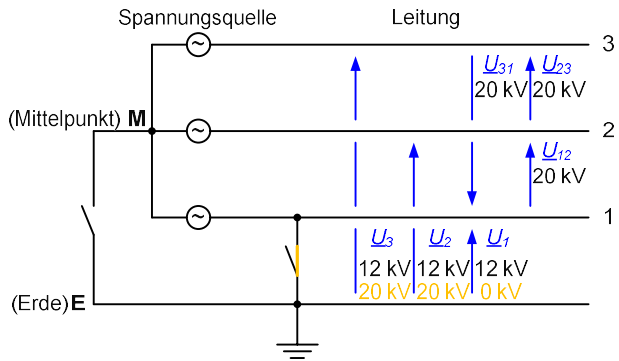 Spannungsquelle Leitung
3
U31 U23
20 kV 20 kV
(Mittelpunkt) M
2
U12
20 kV
1
U3 U2 U1
12 kV 12 kV 12 kV
20 kV 20 kV 0 kV
(Erde) E